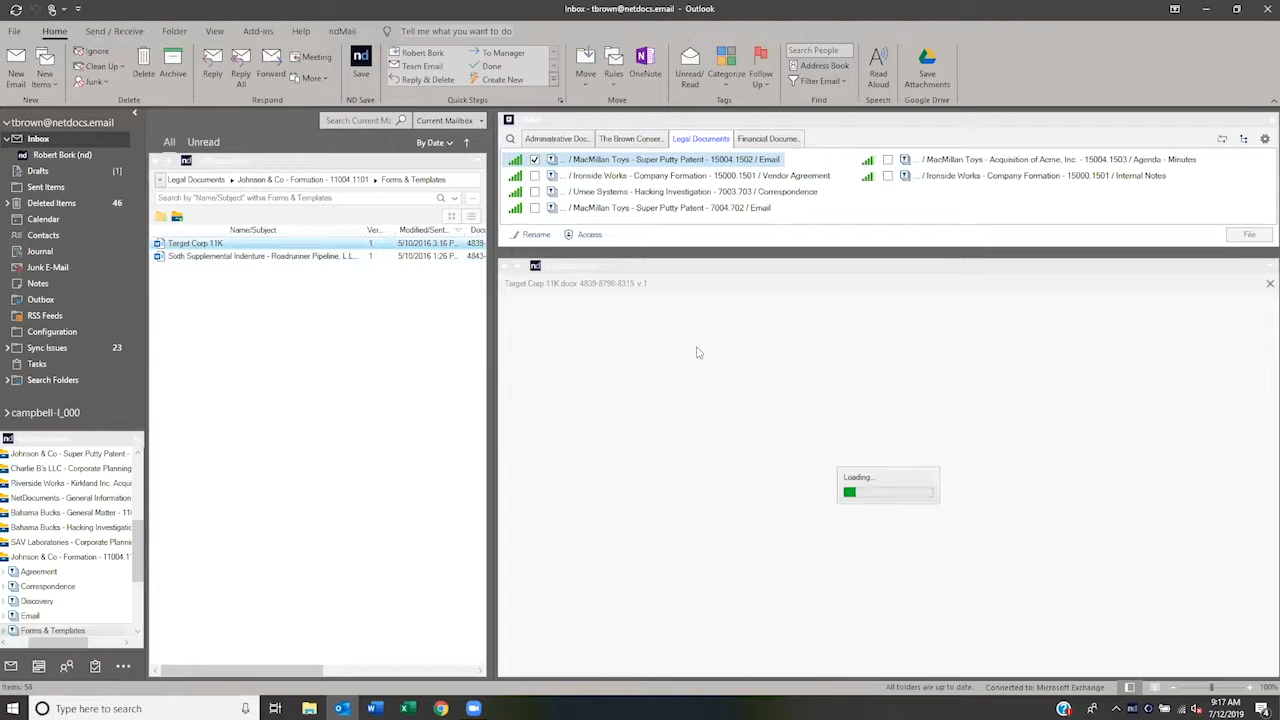 Inbox - tbrown@netdocs.email - Outlook
File Home Send / Receive Folder View Add-ins Help ndMail Tell me what you want to do
New Email
New Items
New
Ignore
Clean Up
Junk
Delete
Archive
Delete
Reply
Reply All
Forward
Meeting
More
Respond
nd
Save
ND Save
Robert Bork
Team Email
Reply & Delete
To Manager
Done
Create New
Quick Steps
Move
Rules
OneNote
Move
Unread/ Read
Categorize
Follow Up
Tags
Search People
Address Book
Filter Email
Find
Read Aloud
Speech
Save Attachments
Google Drive
tbrown@netdocs.email
Inbox
Robert Bork (nd)
Drafts [1]
Sent Items
Deleted Items 46
Calendar
Contacts
Journal
Junk E-Mail
Notes
Outbox
RSS Feeds
Configuration
Sync Issues 23
Tasks
Search Folders
campbell-l_000
nd
Johnson & Co - Super Putty Patent -
Charlie B's LLC - Corporate Planning
Riverside Works - Kirkland Inc. Acqui
NetDocuments - General Information
Bahama Bucks - General Matter - 11
Bahama Bucks - Hacking Investigati
SAV Laboratories - Corporate Planni
Johnson & Co - Formation - 11004.1
Agreement
Correspondence
Discovery
Email
Forms & Templates
Search Current Ma Current Mailbox
All Unread By Date
nd
Legal Documents Johnson & Co - Formation - 11004.1101 Forms & Templates
Search by "Name/Subject" within Forms & Templates
Name/Subject Ver... Modified/Sent... Docu
Target Corp 11K 1 5/10/2016 3:16 P... 4839-
Sixth Supplemental Indenture - Roadrunner Pipeline, L.L... 1 5/10/2016 1:26 P... 4843-
Administrative Doc... The Brown Conser... Legal Documents Financial Docume...
... / MacMillan Toys - Super Putty Patent - 15004.1502 / Email
... / MacMillan Toys - Acquisition of Acme, Inc. - 15004.1503 / Agenda - Minutes
... / Ironside Works - Company Formation - 15000.1501 / Vendor Agreement
... / Ironside Works - Company Formation - 15000.1501 / Internal Notes
... / Umee Systems - Hacking Investigation - 7003.703 / Correspondence
... / MacMillan Toys - Super Putty Patent - 7004.702 / Email
Rename Access File
nd
Target Corp 11K.docx 4839-8798-8315 v.1
Loading...
Items: 58 All folders are up to date. Connected to: Microsoft Exchange 100%
Type here to search
9:17 AM
7/12/2019